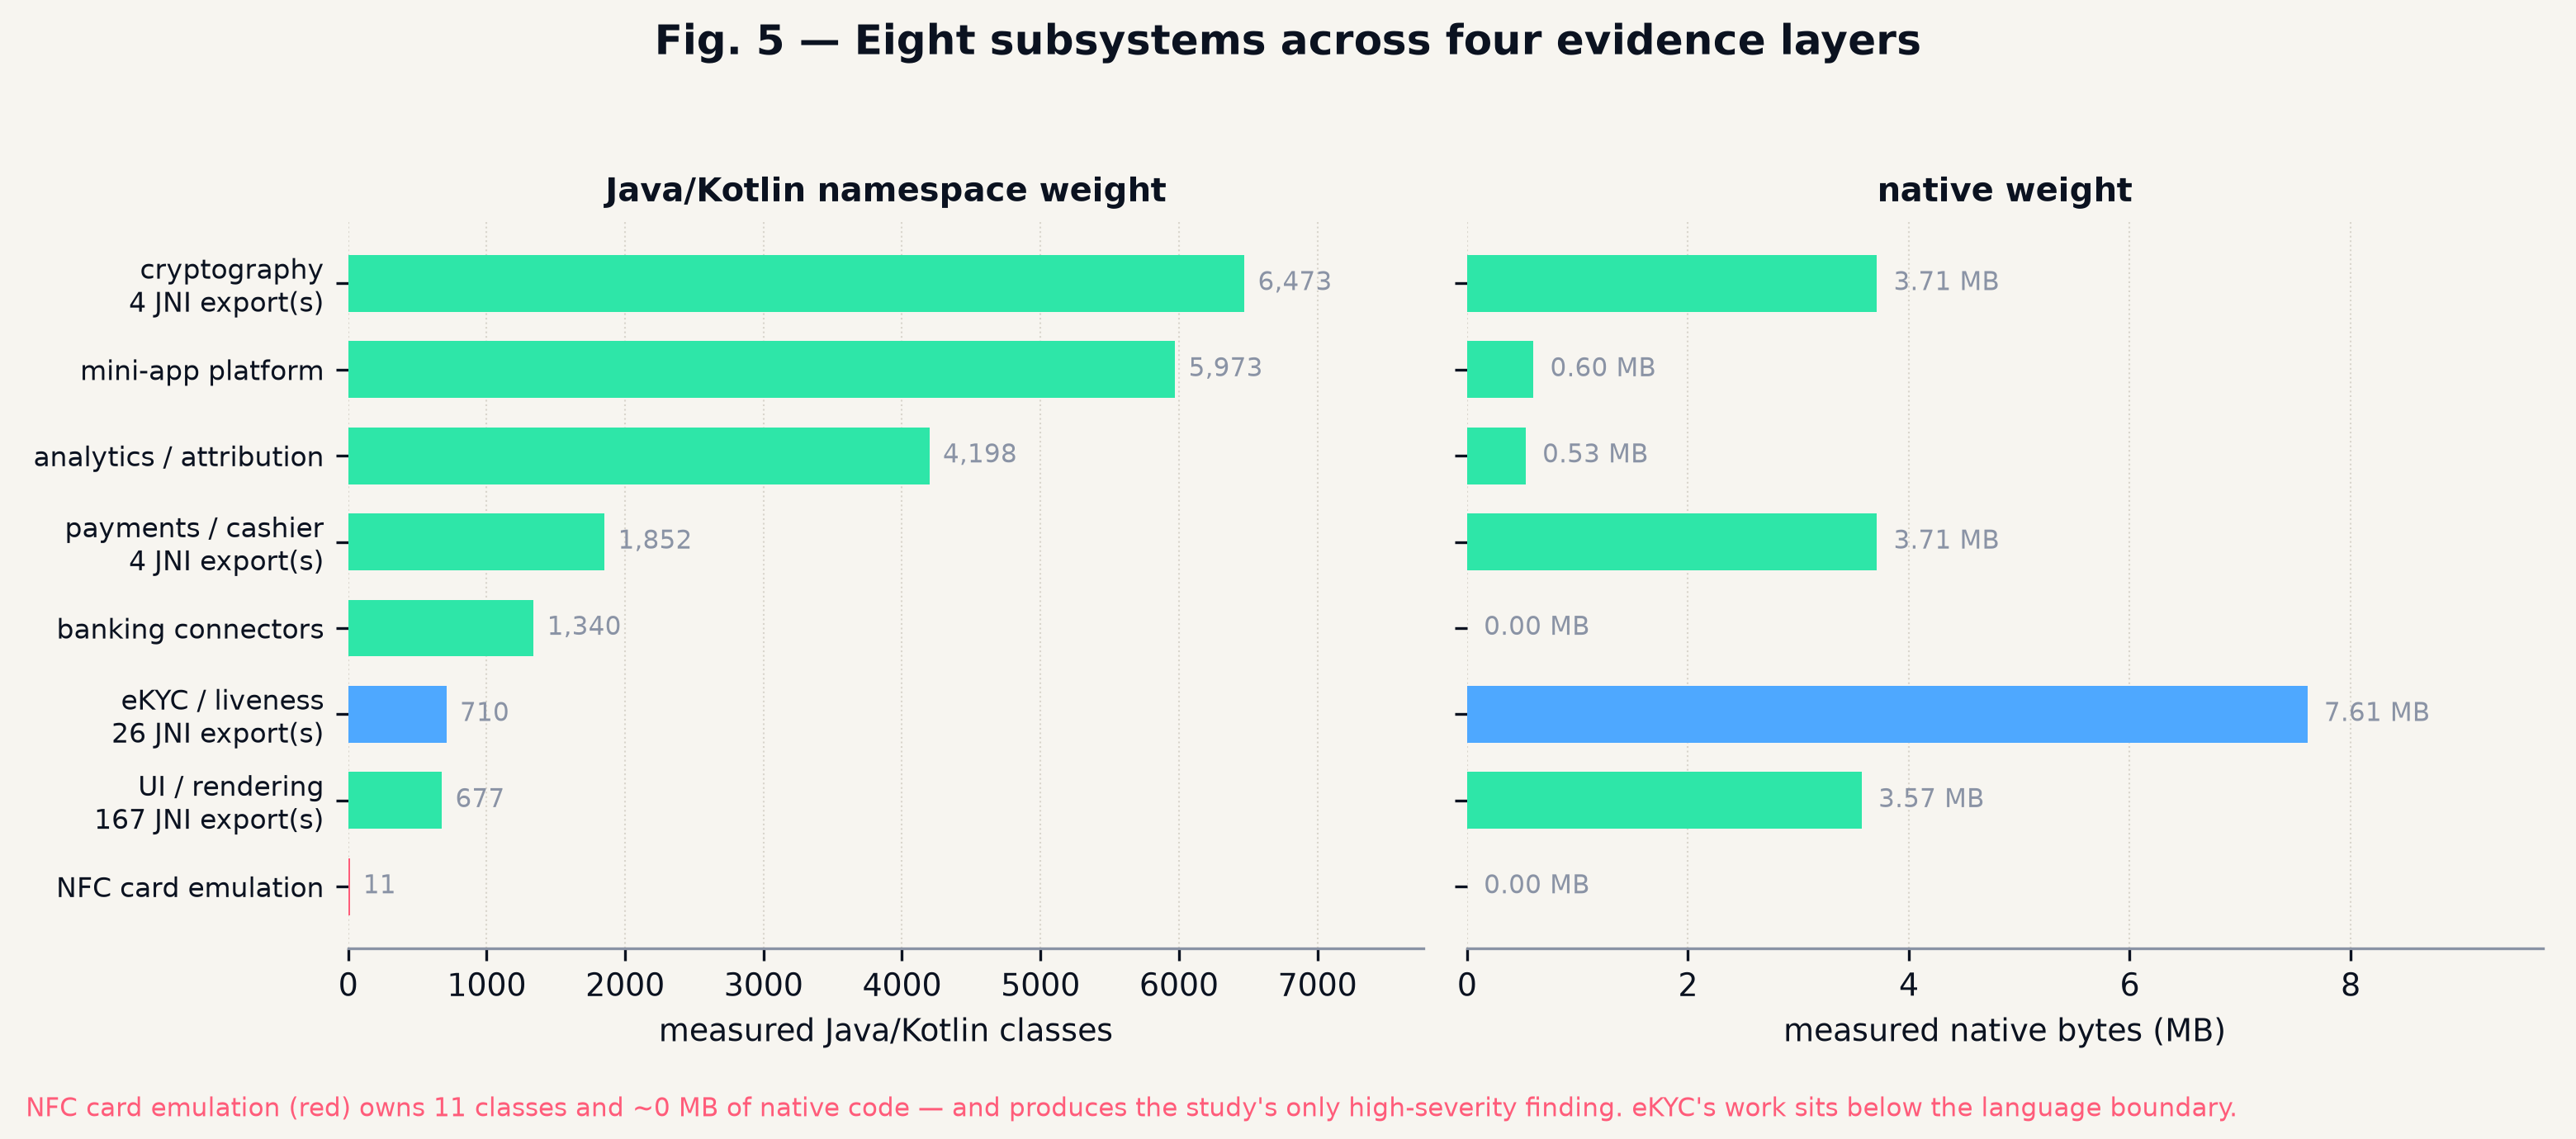 Fig. 5 — Eight subsystems across four evidence layers
Java/Kotlin namespace weight
cryptography
4 JNI export(s)
6,473
mini-app platform
5,973
analytics / attribution
4,198
payments / cashier
4 JNI export(s)
1,852
banking connectors
1,340
eKYC / liveness
26 JNI export(s)
710
UI / rendering
167 JNI export(s)
677
NFC card emulation
11
0 1000 2000 3000 4000 5000 6000 7000
measured Java/Kotlin classes
native weight
3.71 MB
0.60 MB
0.53 MB
3.71 MB
0.00 MB
7.61 MB
3.57 MB
0.00 MB
0 2 4 6 8
measured native bytes (MB)
NFC card emulation (red) owns 11 classes and ~0 MB of native code — and produces the study's only high-severity finding. eKYC's work sits below the language boundary.